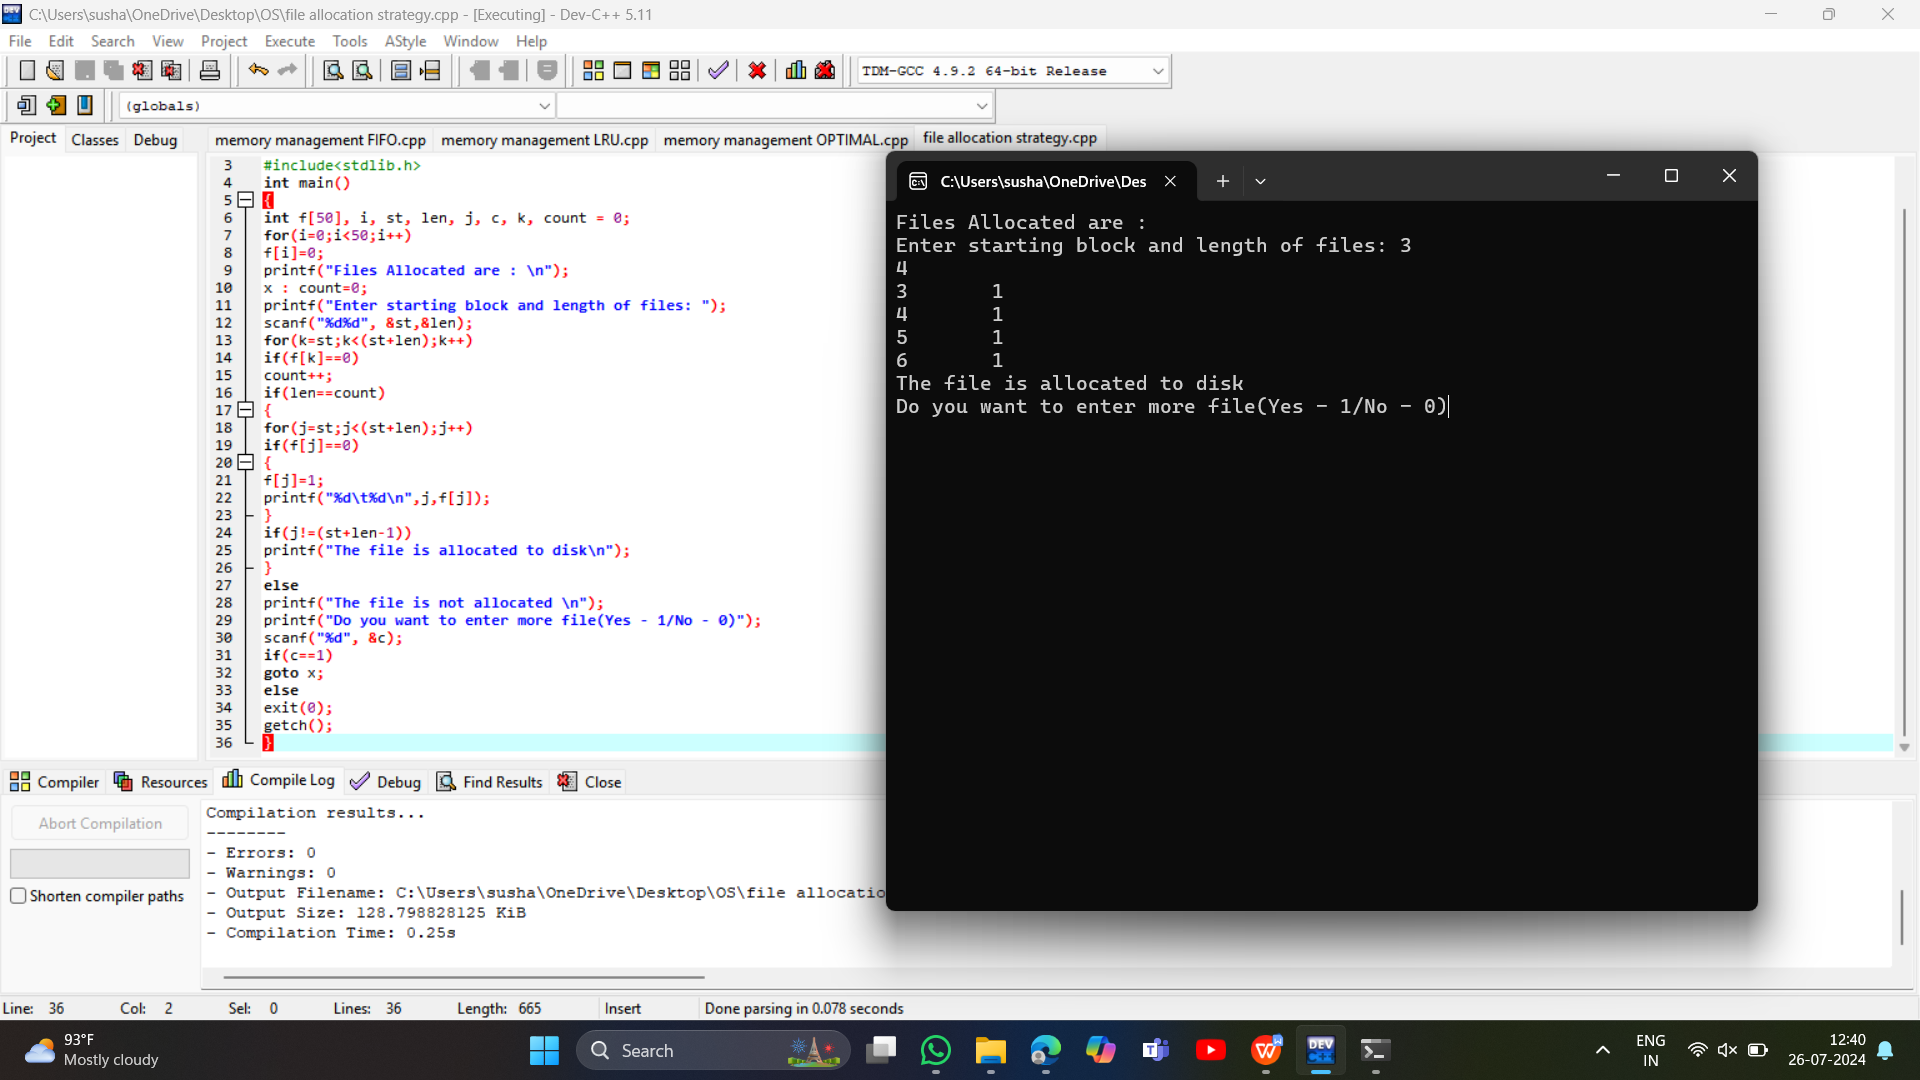 C:\Users\susha\OneDrive\Desktop\OS\file allocation strategy.cpp - [Executing] - Dev-C++ 5.11
File Edit Search View Project Execute Tools AStyle Window Help
TDM-GCC 4.9.2 64-bit Release
(globals)
Project Classes Debug
memory management FIFO.cpp memory management LRU.cpp memory management OPTIMAL.cpp file allocation strategy.cpp
3 #include<stdlib.h>
4 int main()
5 {
6 int f[50], i, st, len, j, c, k, count = 0;
7 for(i=0;i<50;i++)
8 f[i]=0;
9 printf("Files Allocated are : \n");
10 x : count=0;
11 printf("Enter starting block and length of files: ");
12 scanf("%d%d", &st,&len);
13 for(k=st;k<(st+len);k++)
14 if(f[k]==0)
15 count++;
16 if(len==count)
17 {
18 for(j=st;j<(st+len);j++)
19 if(f[j]==0)
20 {
21 f[j]=1;
22 printf("%d\t%d\n",j,f[j]);
23 }
24 if(j!=(st+len-1))
25 printf("The file is allocated to disk\n");
26 }
27 else
28 printf("The file is not allocated \n");
29 printf("Do you want to enter more file(Yes - 1/No - 0)");
30 scanf("%d", &c);
31 if(c==1)
32 goto x;
33 else
34 exit(0);
35 getch();
36 }
C:\Users\susha\OneDrive\Des
Files Allocated are :
Enter starting block and length of files: 3
4
3 1
4 1
5 1
6 1
The file is allocated to disk
Do you want to enter more file(Yes - 1/No - 0)
Compiler Resources Compile Log Debug Find Results Close
Abort Compilation
Shorten compiler paths
Compilation results...
--------
- Errors: 0
- Warnings: 0
- Output Filename: C:\Users\susha\OneDrive\Desktop\OS\file allocatio
- Output Size: 128.798828125 KiB
- Compilation Time: 0.25s
Line: 36 Col: 2 Sel: 0 Lines: 36 Length: 665 Insert Done parsing in 0.078 seconds
93°F
Mostly cloudy
Search
DEV
ENG
IN
12:40
26-07-2024